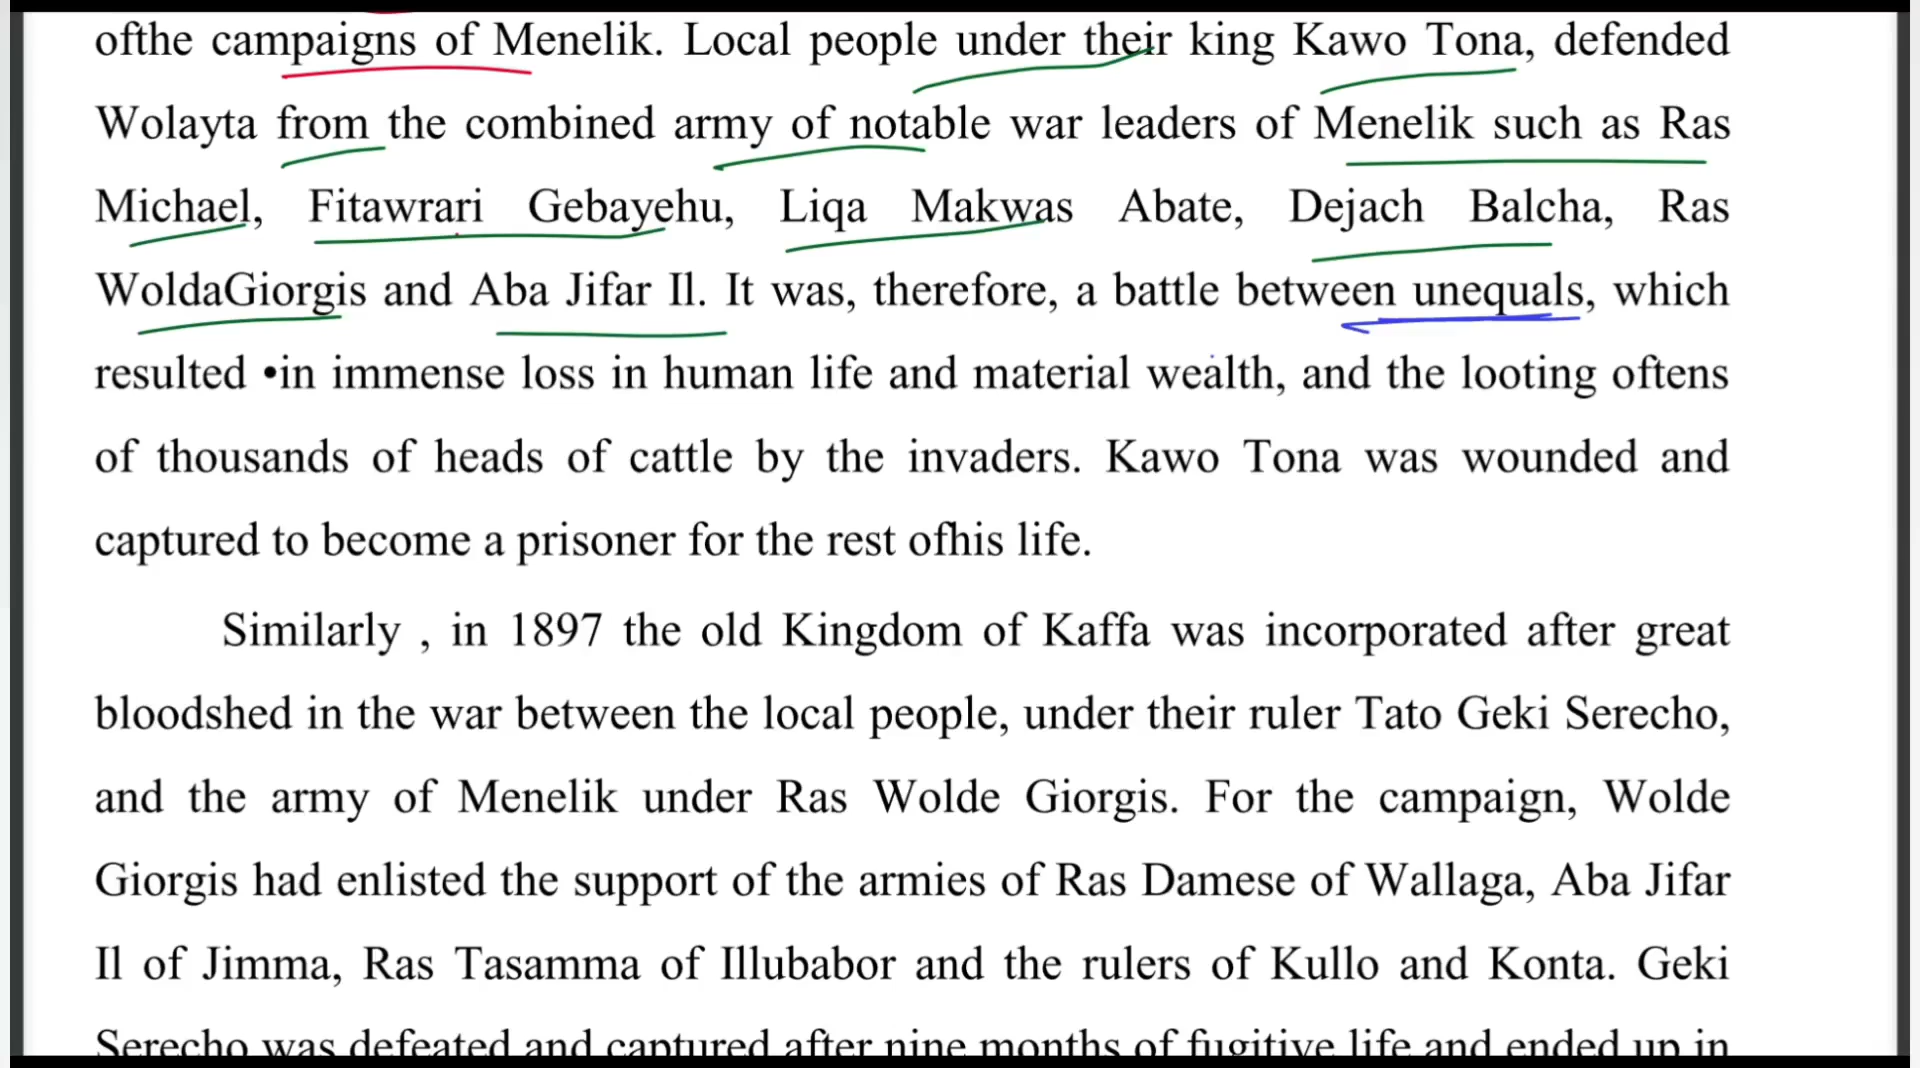 ofthe campaigns of Menelik. Local people under their king Kawo Tona, defended
Wolayta from the combined army of notable war leaders of Menelik such as Ras
Michael, Fitawrari Gebayehu, Liqa Makwas Abate, Dejach Balcha, Ras
WoldaGiorgis and Aba Jifar Il. It was, therefore, a battle between unequals, which
resulted •in immense loss in human life and material wealth, and the looting oftens
of thousands of heads of cattle by the invaders. Kawo Tona was wounded and
captured to become a prisoner for the rest ofhis life.
Similarly , in 1897 the old Kingdom of Kaffa was incorporated after great
bloodshed in the war between the local people, under their ruler Tato Geki Serecho,
and the army of Menelik under Ras Wolde Giorgis. For the campaign, Wolde
Giorgis had enlisted the support of the armies of Ras Damese of Wallaga, Aba Jifar
Il of Jimma, Ras Tasamma of Illubabor and the rulers of Kullo and Konta. Geki
Serecho was defeated and captured after nine months of fugitive life and ended up in